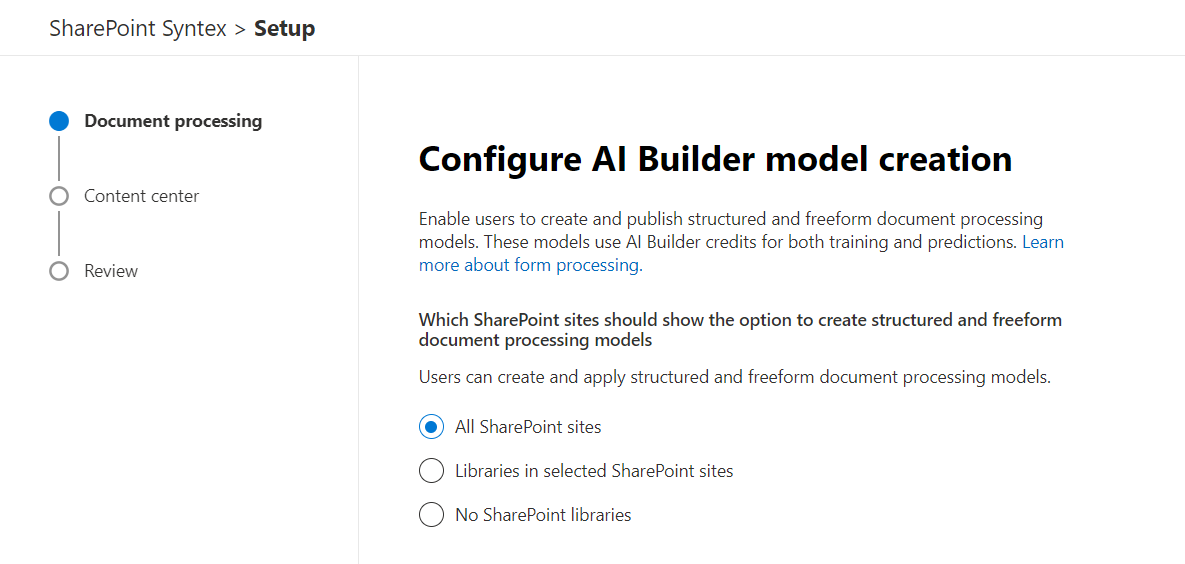 SharePoint Syntex > Setup
Document processing
Content center
Review
Configure AI Builder model creation
Enable users to create and publish structured and freeform document processing
models. These models use AI Builder credits for both training and predictions. Learn
more about form processing.
Which SharePoint sites should show the option to create structured and freeform
document processing models
Users can create and apply structured and freeform document processing models.
All SharePoint sites
Libraries in selected SharePoint sites
No SharePoint libraries